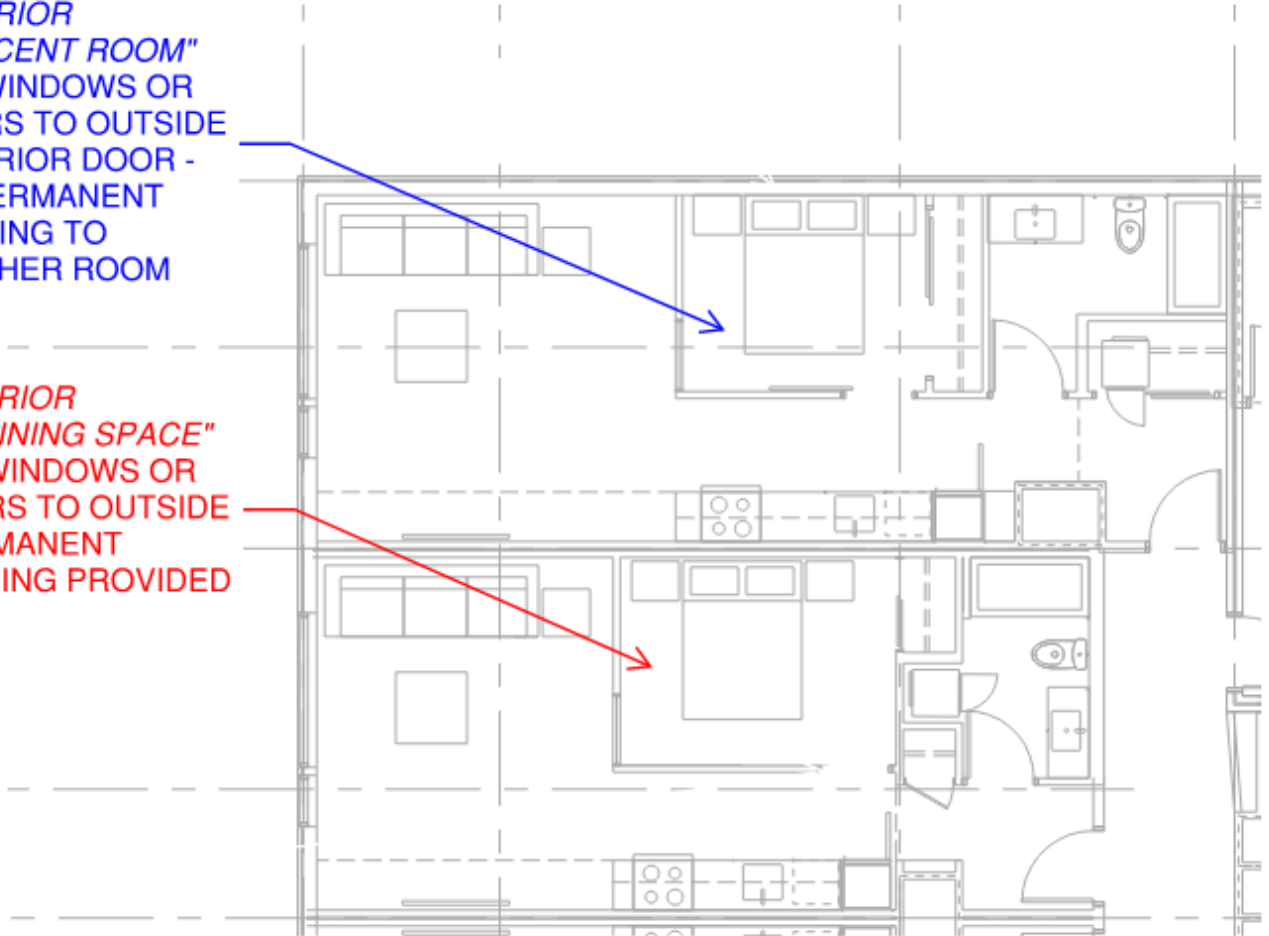 RIOR
CENT ROOM"
WINDOWS OR
RS TO OUTSIDE
RIOR DOOR -
ERMANENT
ING TO
HER ROOM
RIOR
NNING SPACE"
WINDOWS OR
RS TO OUTSIDE
MANENT
ING PROVIDED